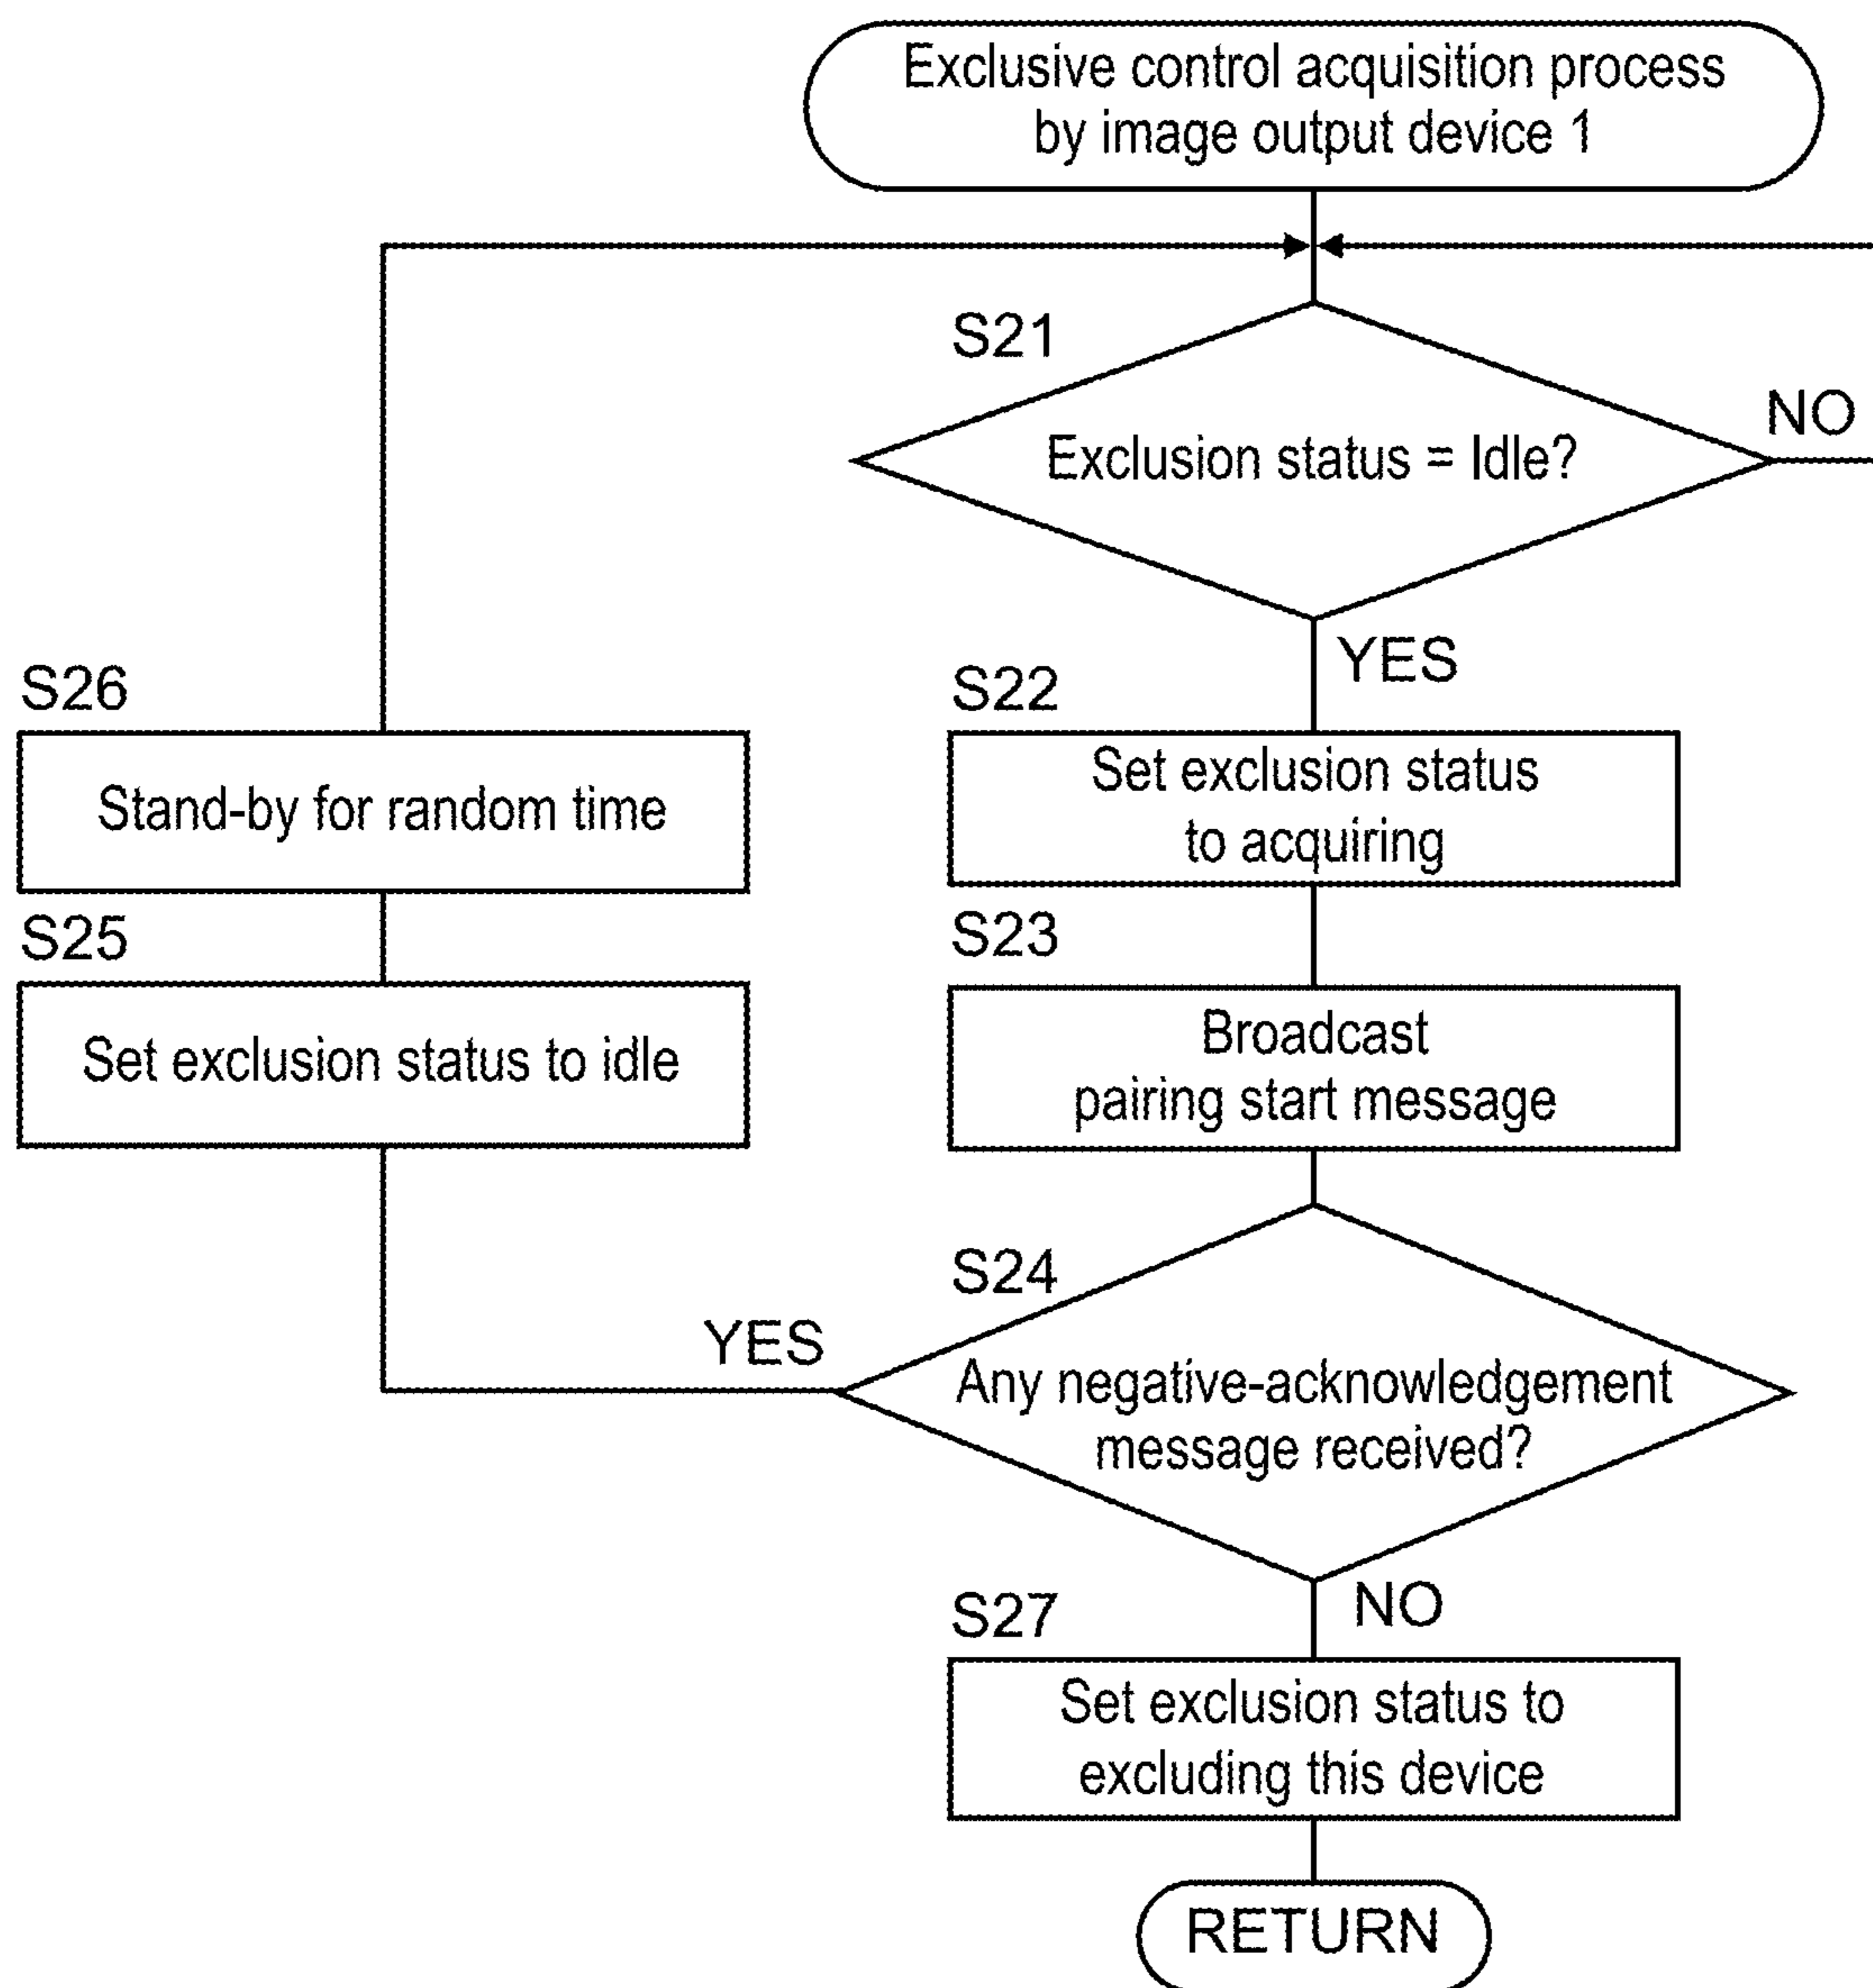 Exclusive control acquisition process
by image output device 1
S21
Exclusion status = Idle?
NO
YES
S22
Set exclusion status
to acquiring
S23
Broadcast
pairing start message
S24
Any negative-acknowledgement
message received?
YES
S25
Set exclusion status to idle
S26
Stand-by for random time
NO
S27
Set exclusion status to
excluding this device
RETURN